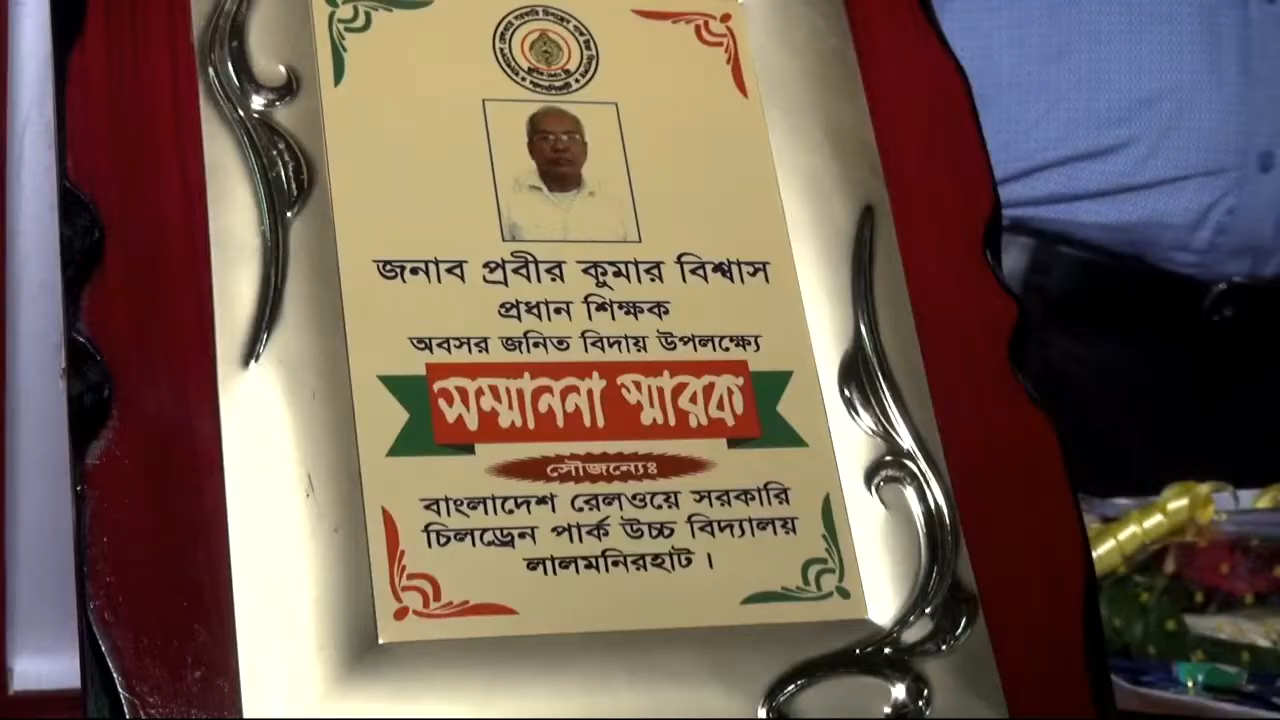 জনাব প্রবীর কুমার বিশ্বাস
প্রধান শিক্ষক
অবসর জনিত বিদায় উপলক্ষ্যে
সম্মাননা স্মারক
সৌজন্যেঃ
বাংলাদেশ রেলওয়ে সরকারি
চিলড্রেন পার্ক উচ্চ বিদ্যালয়
লালমনিরহাট ।